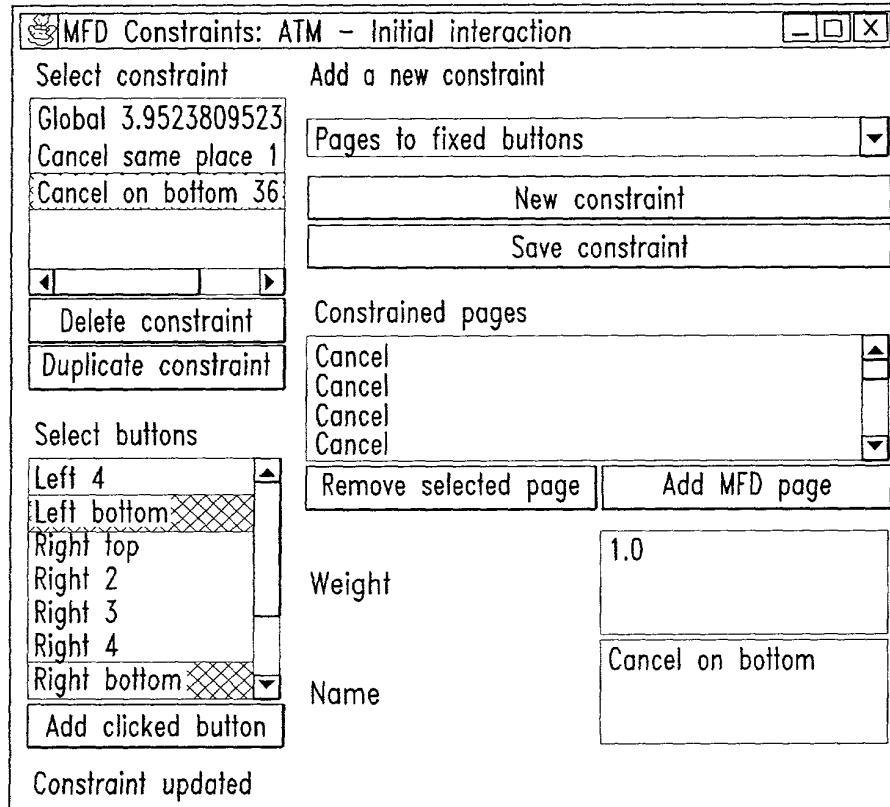 MFD Constraints: ATM - Initial interaction
Select constraint
Global 3.9523809523
Cancel same place 1
Cancel on bottom 36
Delete constraint
Duplicate constraint
Select buttons
Left 4
Left bottom
Right top
Right 2
Right 3
Right 4
Right bottom
Add clicked button
Constraint updated
Add a new constraint
Pages to fixed buttons
New constraint
Save constraint
Constrained pages
Cancel
Cancel
Cancel
Cancel
Remove selected page
Add MFD page
Weight
1.0
Name
Cancel on bottom